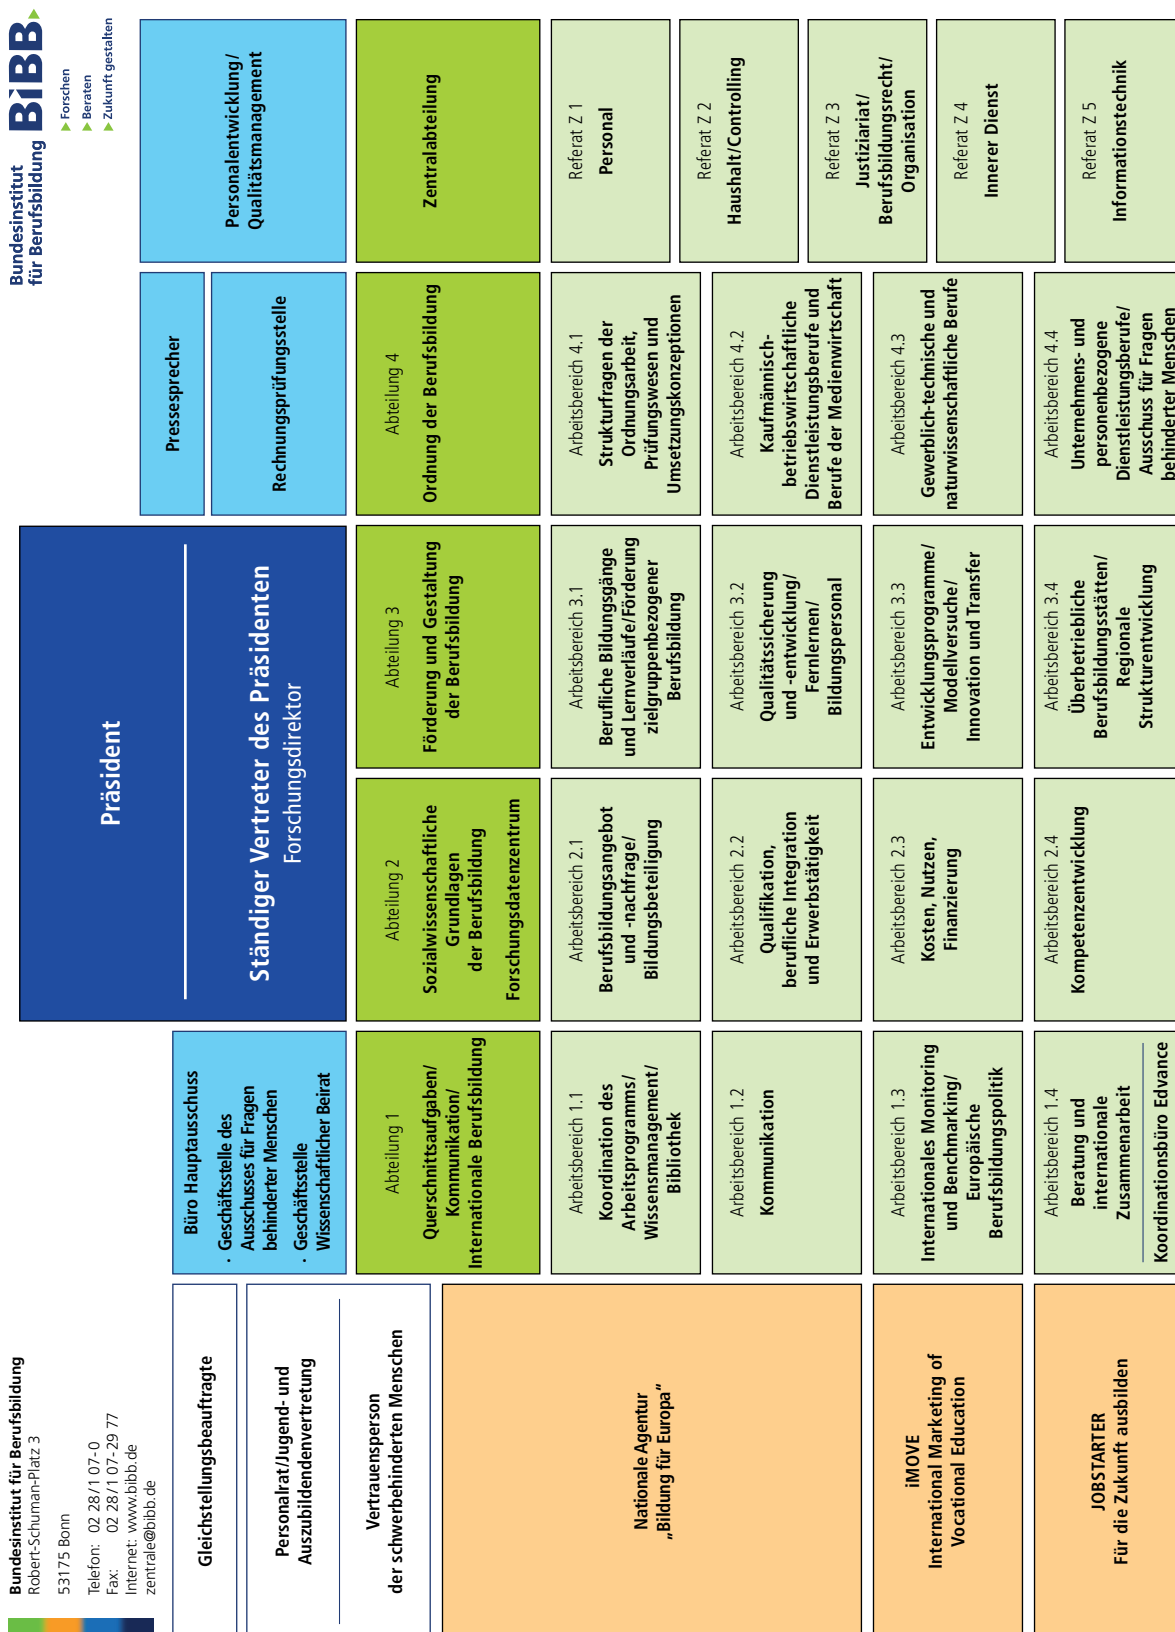 Bundesinstitut für Berufsbildung
Robert-Schuman-Platz 3
53175 Bonn
Telefon: 02 28/1 07-0
Fax: 02 28/1 07-29 77
Internet: www.bibb.de
zentrale@bibb.de
Bundesinstitut
für Berufsbildung
BiBB
Forschen
Beraten
Zukunft gestalten
Präsident
Ständiger Vertreter des Präsidenten
Forschungsdirektor
Gleichstellungsbeauftragte
Personalrat/Jugend- und
Auszubildendenvertretung
Vertrauensperson
der schwerbehinderten Menschen
Büro Hauptausschuss
· Geschäftsstelle des
Ausschusses für Fragen
behinderter Menschen
· Geschäftsstelle
Wissenschaftlicher Beirat
Pressesprecher
Rechnungsprüfungsstelle
Personalentwicklung/
Qualitätsmanagement
Abteilung 1
Querschnittsaufgaben/
Kommunikation/
Internationale Berufsbildung
Abteilung 2
Sozialwissenschaftliche
Grundlagen
der Berufsbildung
Forschungsdatenzentrum
Abteilung 3
Förderung und Gestaltung
der Berufsbildung
Abteilung 4
Ordnung der Berufsbildung
Zentralabteilung
Nationale Agentur
„Bildung für Europa“
Arbeitsbereich 1.1
Koordination des
Arbeitsprogramms/
Wissensmanagement/
Bibliothek
Arbeitsbereich 2.1
Berufsbildungsangebot
und -nachfrage/
Bildungsbeteiligung
Arbeitsbereich 3.1
Berufliche Bildungsgänge
und Lernverläufe/Förderung
zielgruppenbezogener
Berufsbildung
Arbeitsbereich 4.1
Strukturfragen der
Ordnungsarbeit,
Prüfungswesen und
Umsetzungskonzeptionen
Referat Z 1
Personal
Arbeitsbereich 1.2
Kommunikation
Arbeitsbereich 2.2
Qualifikation,
berufliche Integration
und Erwerbstätigkeit
Arbeitsbereich 3.2
Qualitätssicherung
und -entwicklung/
Fernlernen/
Bildungspersonal
Arbeitsbereich 4.2
Kaufmännisch-
betriebswirtschaftliche
Dienstleistungsberufe und
Berufe der Medienwirtschaft
Referat Z 2
Haushalt/Controlling
Referat Z 3
Justiziariat/
Berufsbildungsrecht/
Organisation
iMOVE
International Marketing of
Vocational Education
Arbeitsbereich 1.3
Internationales Monitoring
und Benchmarking/
Europäische
Berufsbildungspolitik
Arbeitsbereich 2.3
Kosten, Nutzen,
Finanzierung
Arbeitsbereich 3.3
Entwicklungsprogramme/
Modellversuche/
Innovation und Transfer
Arbeitsbereich 4.3
Gewerblich-technische und
naturwissenschaftliche Berufe
Referat Z 4
Innerer Dienst
JOBSTARTER
Für die Zukunft ausbilden
Arbeitsbereich 1.4
Beratung und
internationale
Zusammenarbeit
Koordinationsbüro Edvance
Arbeitsbereich 2.4
Kompetenzentwicklung
Arbeitsbereich 3.4
Überbetriebliche
Berufsbildungsstätten/
Regionale
Strukturentwicklung
Arbeitsbereich 4.4
Unternehmens- und
personenbezogene
Dienstleistungsberufe/
Ausschuss für Fragen
behinderter Menschen
Referat Z 5
Informationstechnik